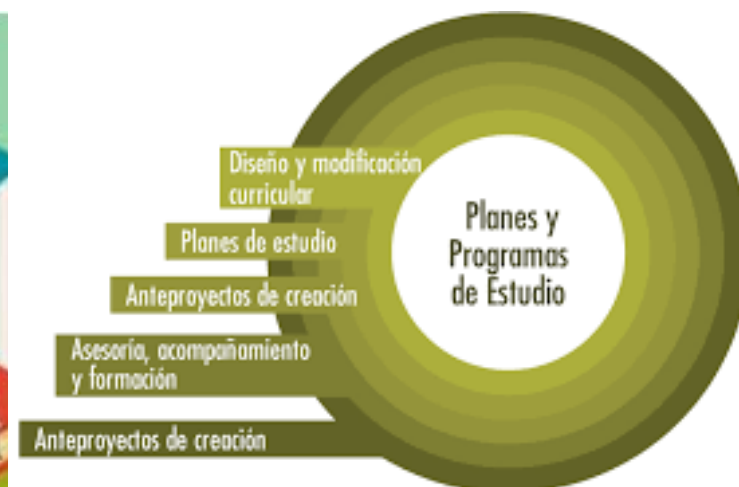 Diseño y modificación
curricular
Planes de estudio
Anteproyectos de creación
Asesoría, acompañamiento
y formación
Anteproyectos de creación
Planes y
Programas
de Estudio